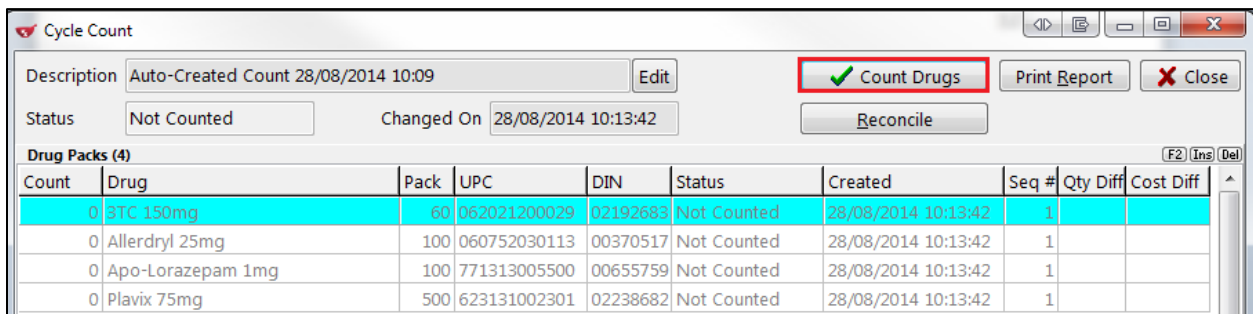 Cycle Count
Description Auto-Created Count 28/08/2014 10:09 Edit Count Drugs Print Report Close
Status Not Counted Changed On 28/08/2014 10:13:42 Reconcile
Drug Packs (4) F2 Ins Del
Count Drug Pack UPC DIN Status Created Seq # Qty Diff Cost Diff
0 3TC 150mg 60 062021200029 02192683 Not Counted 28/08/2014 10:13:42 1
0 Allerdryl 25mg 100 060752030113 00370517 Not Counted 28/08/2014 10:13:42 1
0 Apo-Lorazepam 1mg 100 771313005500 00655759 Not Counted 28/08/2014 10:13:42 1
0 Plavix 75mg 500 623131002301 02238682 Not Counted 28/08/2014 10:13:42 1